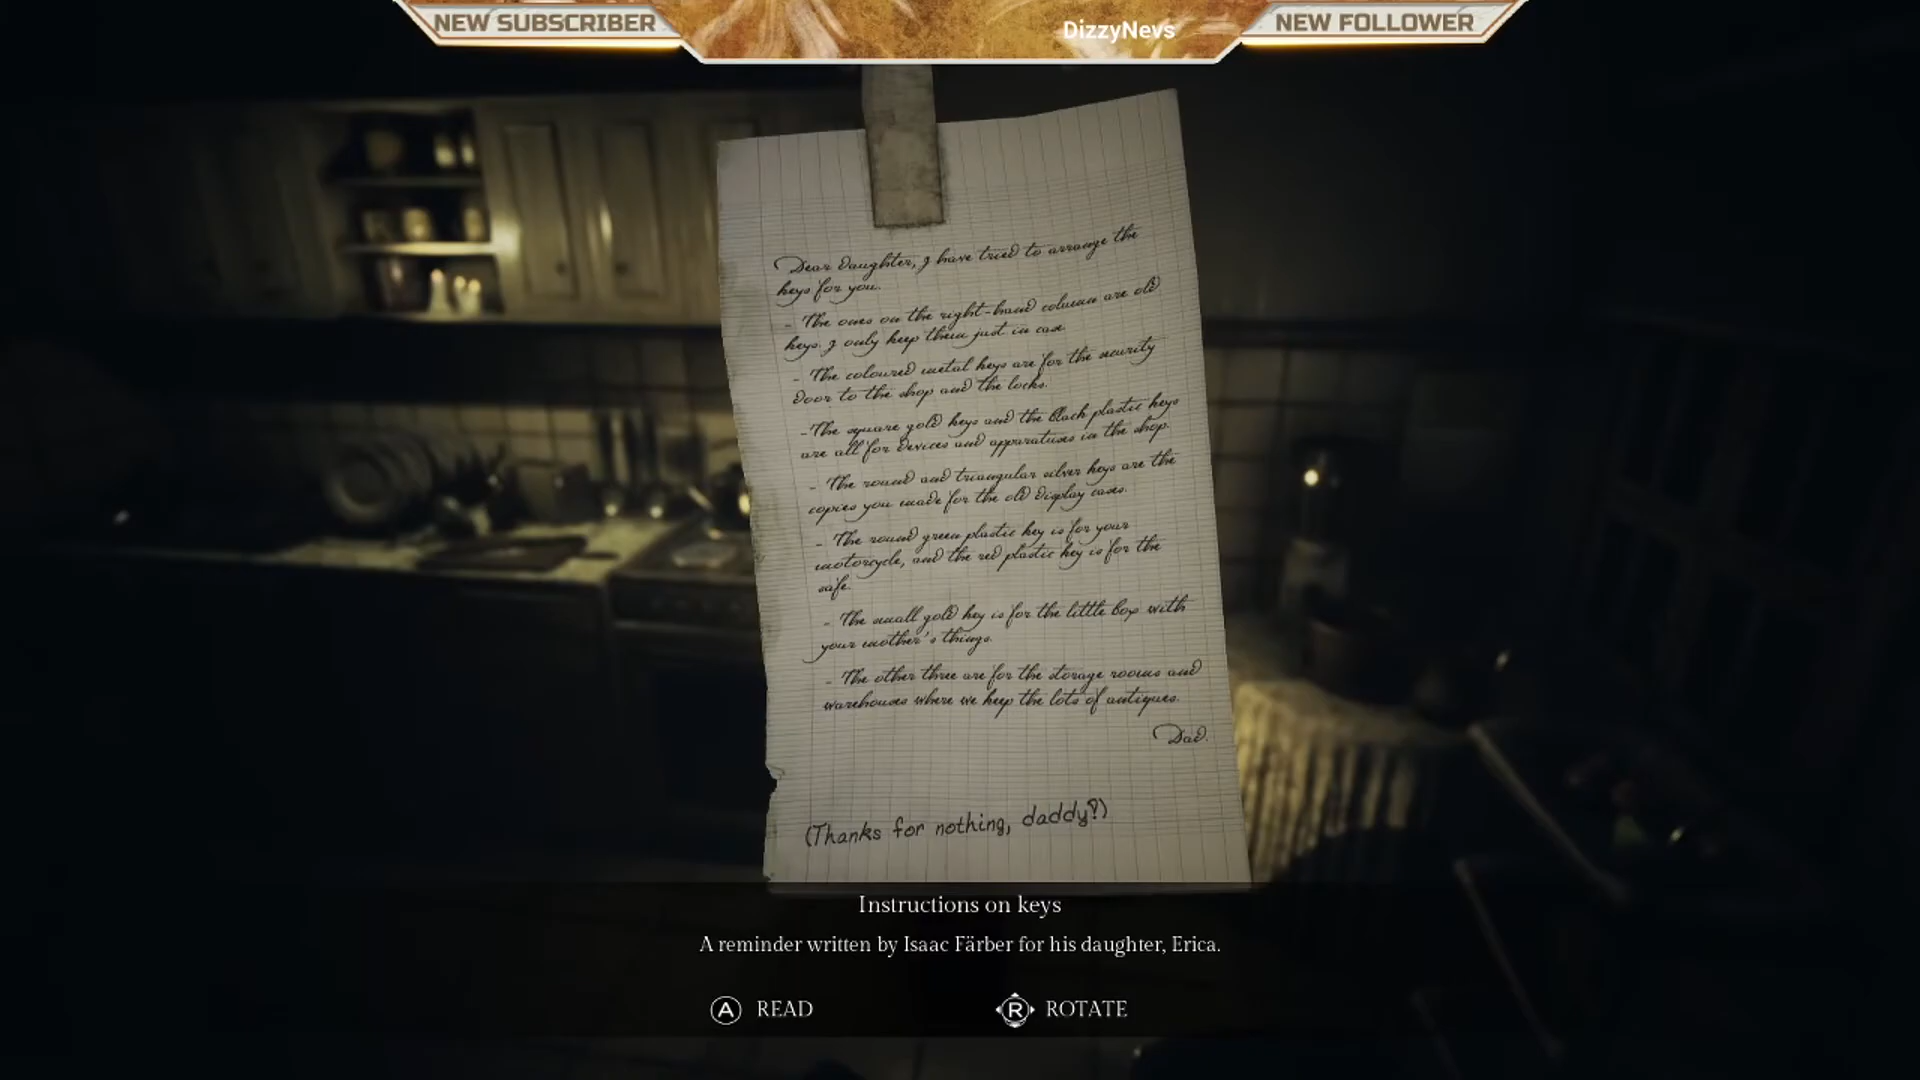 NEW SUBSCRIBER
DizzyNevs
NEW FOLLOWER
Dear daughter, I have tried to arrange the
keys for you.
- The ones on the right-hand column are old
keys. I only keep them just in case.
- The coloured metal keys are for the security
door to the shop and the locks.
-The square gold keys and the black plastic keys
are all for devices and apparatuses in the shop.
- The round and triangular silver keys are the
copies you made for the old display cases.
- The round green plastic key is for your
motorcycle, and the red plastic key is for the
safe.
- The small gold key is for the little box with
your mother's things.
- The other three are for the storage rooms and
warehouses where we keep the lots of antiques.
Dad.
(Thanks for nothing, daddy?)
Instructions on keys
A reminder written by Isaac Färber for his daughter, Erica.
A READ
R ROTATE